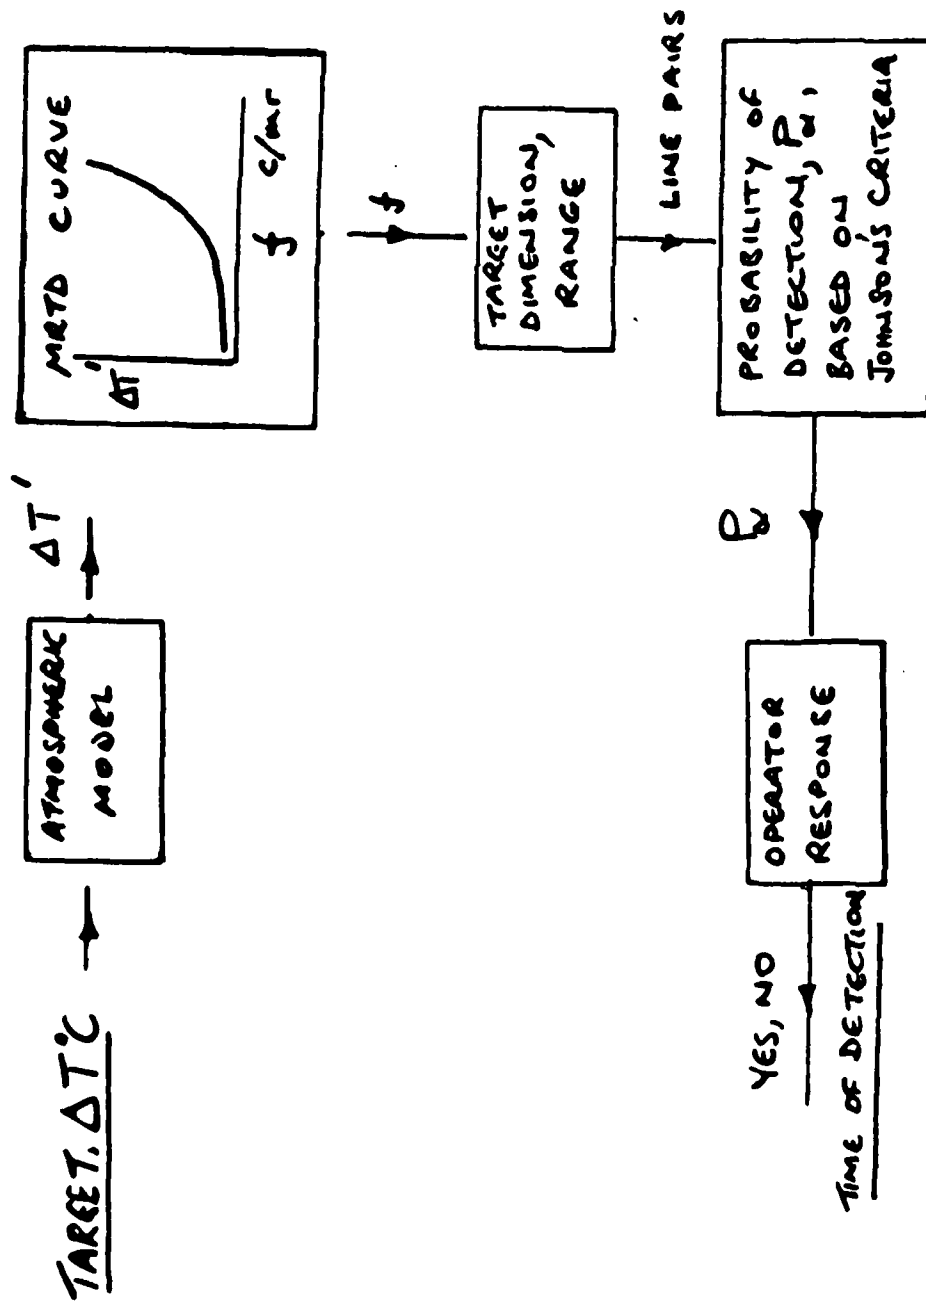 TARGET. ΔT°C
ATMOSPHERIC
MODEL
ΔT'
MRTD CURVE
ΔT'
f c/mr
f
TARGET
DIMENSION,
RANGE
LINE PAIRS
PROBABILITY OF
DETECTION, Pd,
BASED ON
JOHNSON'S CRITERIA
Pd
OPERATOR
RESPONSE
YES, NO
TIME OF DETECTION